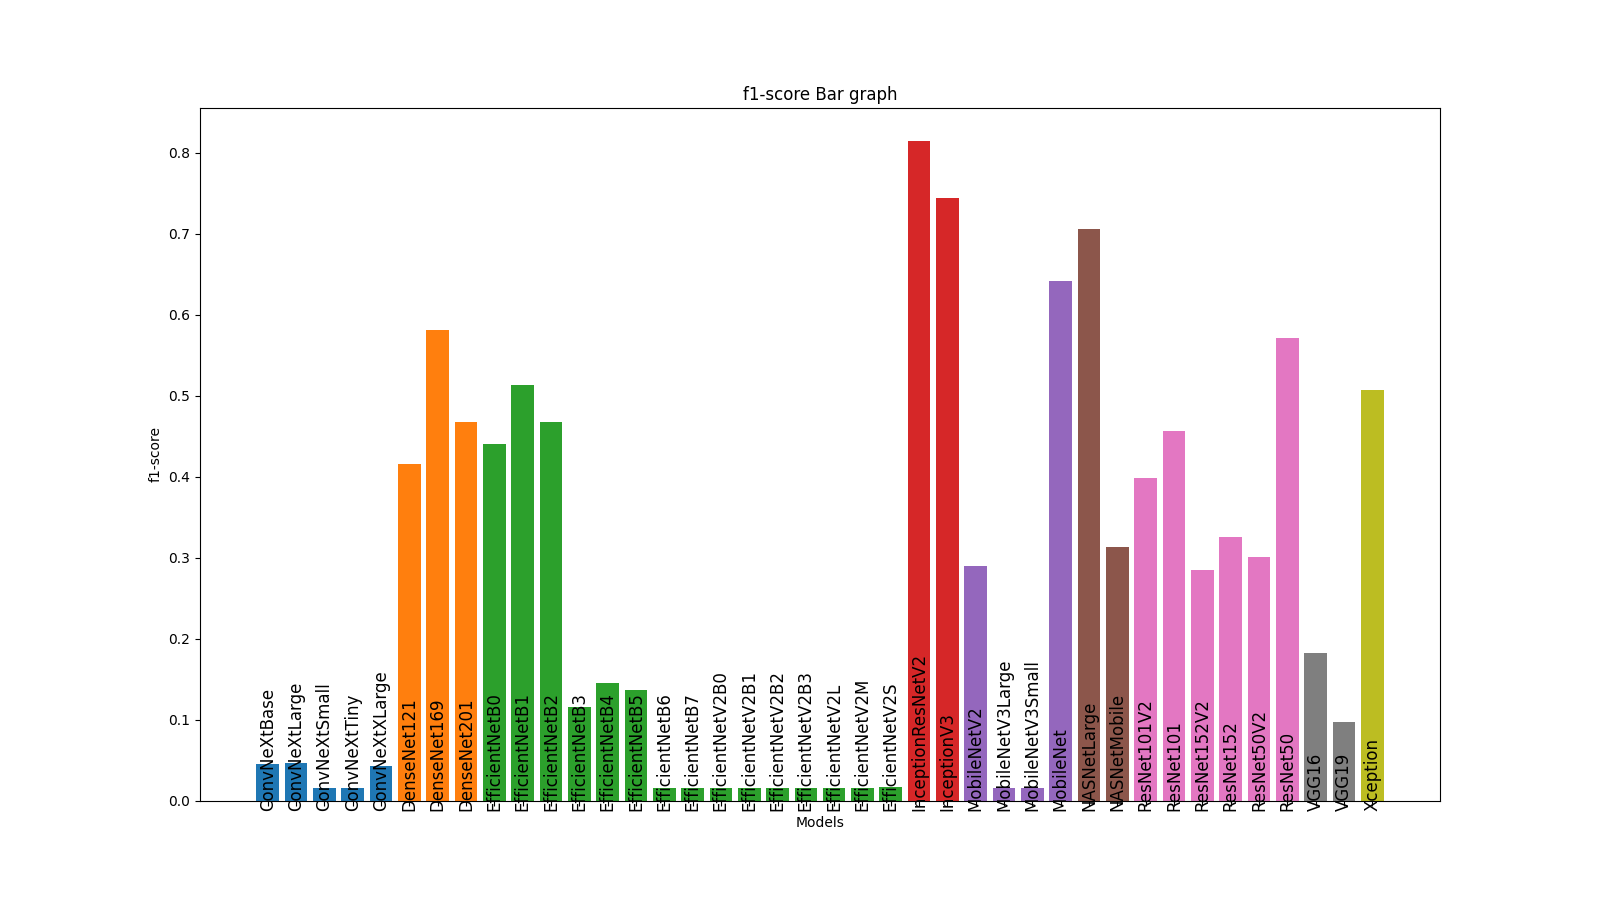 f1-score Bar graph
f1-score
0.8
0.7
0.6
0.5
0.4
0.3
0.2
0.1
0.0
ConvNeXtBase
ConvNeXtLarge
ConvNeXtSmall
ConvNeXtTiny
ConvNeXtXLarge
DenseNet121
DenseNet169
DenseNet201
EfficientNetB0
EfficientNetB1
EfficientNetB2
EfficientNetB3
EfficientNetB4
EfficientNetB5
EfficientNetB6
EfficientNetB7
EfficientNetV2B0
EfficientNetV2B1
EfficientNetV2B2
EfficientNetV2B3
EfficientNetV2L
EfficientNetV2M
EfficientNetV2S
InceptionResNetV2
InceptionV3
MobileNetV2
MobileNetV3Large
MobileNetV3Small
MobileNet
NASNetLarge
NASNetMobile
ResNet101V2
ResNet101
ResNet152V2
ResNet152
ResNet50V2
ResNet50
VGG16
VGG19
Xception
Models